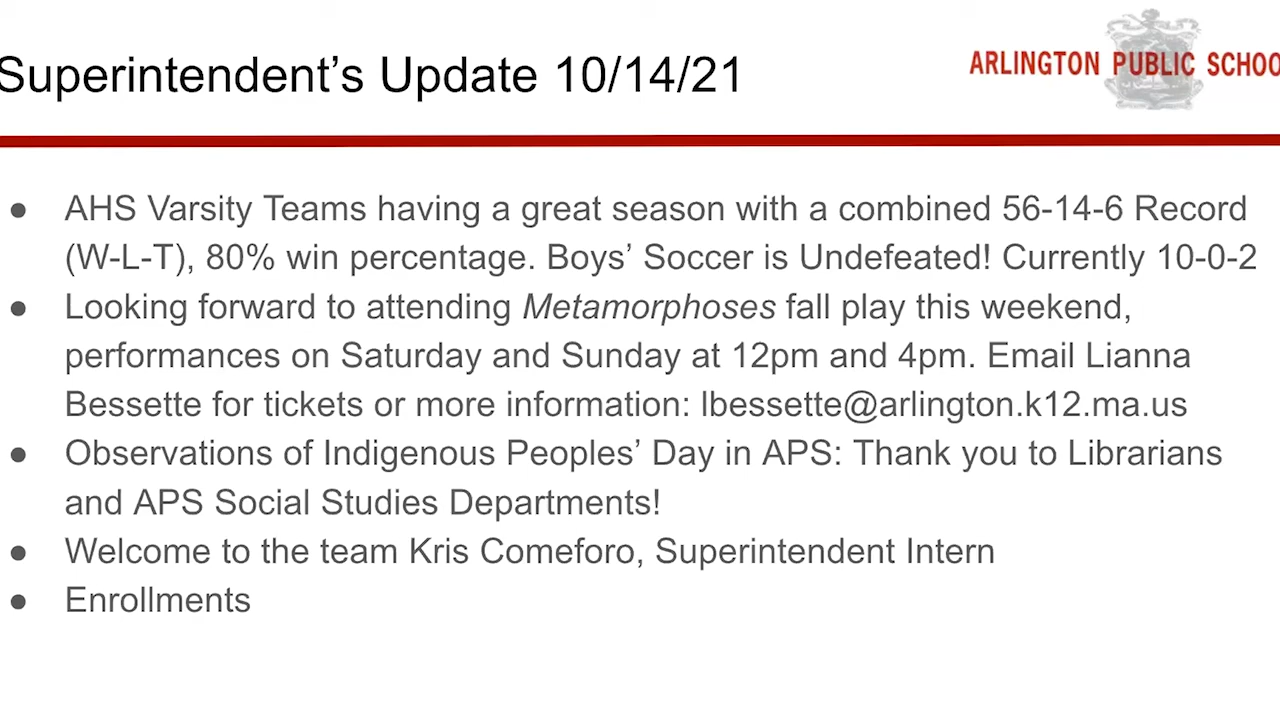 Superintendent's Update 10/14/21
ARLINGTON PUBLIC SCHOO
● AHS Varsity Teams having a great season with a combined 56-14-6 Record
(W-L-T), 80% win percentage. Boys' Soccer is Undefeated! Currently 10-0-2
● Looking forward to attending Metamorphoses fall play this weekend,
performances on Saturday and Sunday at 12pm and 4pm. Email Lianna
Bessette for tickets or more information: lbessette@arlington.k12.ma.us
● Observations of Indigenous Peoples' Day in APS: Thank you to Librarians
and APS Social Studies Departments!
● Welcome to the team Kris Comeforo, Superintendent Intern
● Enrollments